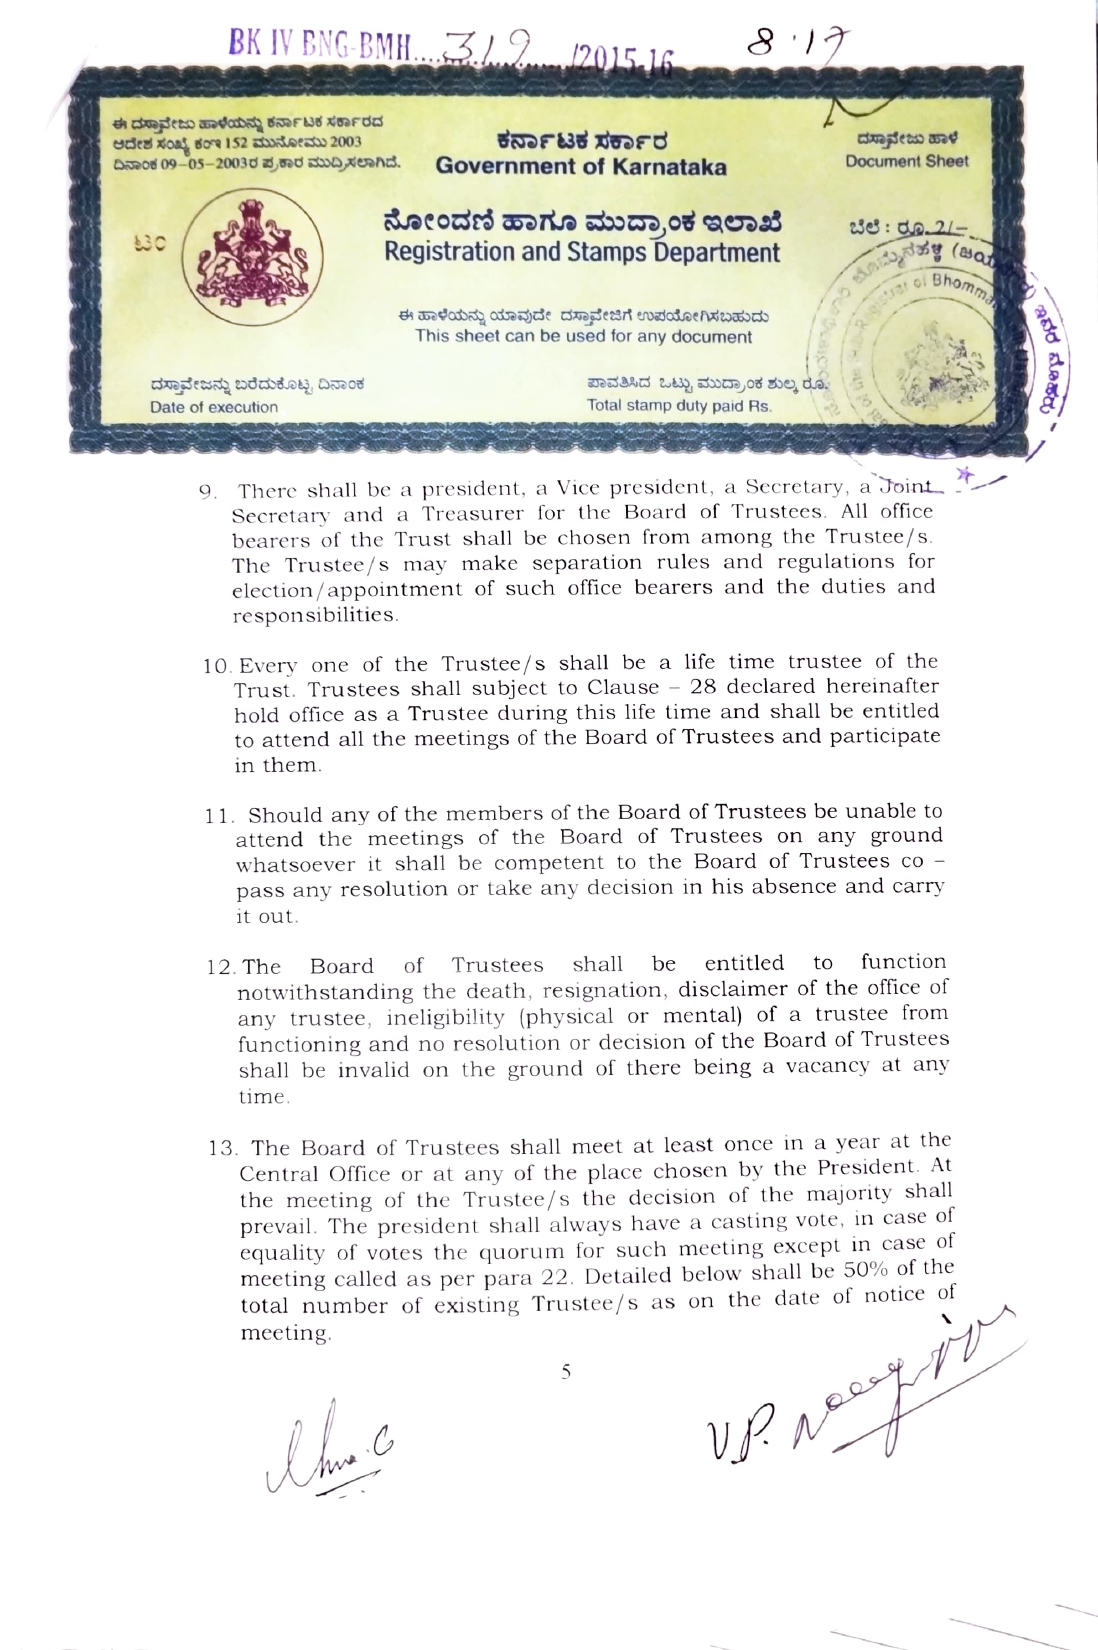 BK IV BNG-BMH....319......../2015-16 8.17
ಈ ದಸ್ತಾವೇಜು ಹಾಳೆಯನ್ನು ಕರ್ನಾಟಕ ಸರ್ಕಾರದ
ಆದೇಶ ಸಂಖ್ಯೆ ಕಂಇ 152 ಮುನೋಮು 2003
ದಿನಾಂಕ 09-05-2003ರ ಪ್ರಕಾರ ಮುದ್ರಿಸಲಾಗಿದೆ.
ಕರ್ನಾಟಕ ಸರ್ಕಾರ
Government of Karnataka
ದಸ್ತಾವೇಜು ಹಾಳೆ
Document Sheet
ನೋಂದಣಿ ಹಾಗೂ ಮುದ್ರಾಂಕ ಇಲಾಖೆ
Registration and Stamps Department
ಬೆಲೆ : ರೂ. 2/-
ಈ ಹಾಳೆಯನ್ನು ಯಾವುದೇ ದಸ್ತಾವೇಜಿಗೆ ಉಪಯೋಗಿಸಬಹುದು
This sheet can be used for any document
ದಸ್ತಾವೇಜನ್ನು ಬರೆದುಕೊಟ್ಟ ದಿನಾಂಕ
Date of execution
ಪಾವತಿಸಿದ ಒಟ್ಟು ಮುದ್ರಾಂಕ ಶುಲ್ಕ ರೂ.
Total stamp duty paid Rs.
9. There shall be a president, a Vice president, a Secretary, a Joint
Secretary and a Treasurer for the Board of Trustees. All office
bearers of the Trust shall be chosen from among the Trustee/s.
The Trustee/s may make separation rules and regulations for
election/appointment of such office bearers and the duties and
responsibilities.
10. Every one of the Trustee/s shall be a life time trustee of the
Trust. Trustees shall subject to Clause – 28 declared hereinafter
hold office as a Trustee during this life time and shall be entitled
to attend all the meetings of the Board of Trustees and participate
in them.
11. Should any of the members of the Board of Trustees be unable to
attend the meetings of the Board of Trustees on any ground
whatsoever it shall be competent to the Board of Trustees co –
pass any resolution or take any decision in his absence and carry
it out.
12. The Board of Trustees shall be entitled to function
notwithstanding the death, resignation, disclaimer of the office of
any trustee, ineligibility (physical or mental) of a trustee from
functioning and no resolution or decision of the Board of Trustees
shall be invalid on the ground of there being a vacancy at any
time.
13. The Board of Trustees shall meet at least once in a year at the
Central Office or at any of the place chosen by the President. At
the meeting of the Trustee/s the decision of the majority shall
prevail. The president shall always have a casting vote, in case of
equality of votes the quorum for such meeting except in case of
meeting called as per para 22. Detailed below shall be 50% of the
total number of existing Trustee/s as on the date of notice of
meeting.
5
V.P.